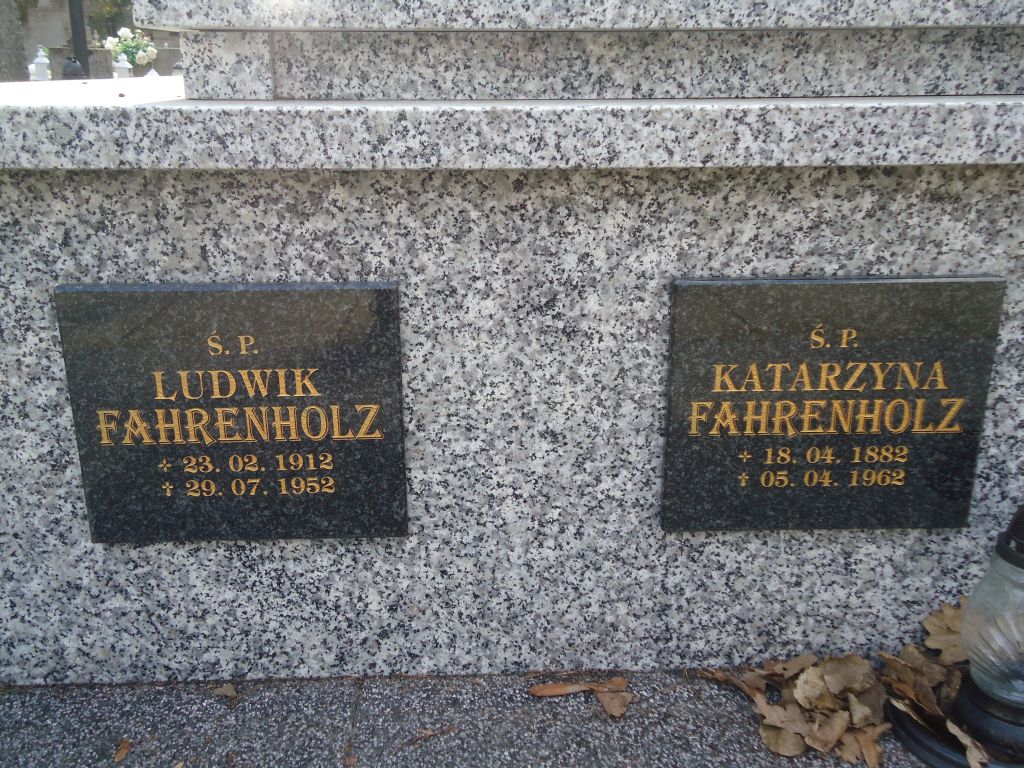 Ś. P.
LUDWIK
FAHRENHOLZ
✢ 23. 02. 1912
✝ 29. 07. 1952
Ś. P.
KATARZYNA
FAHRENHOLZ
✢ 18. 04. 1882
✝ 05. 04. 1962